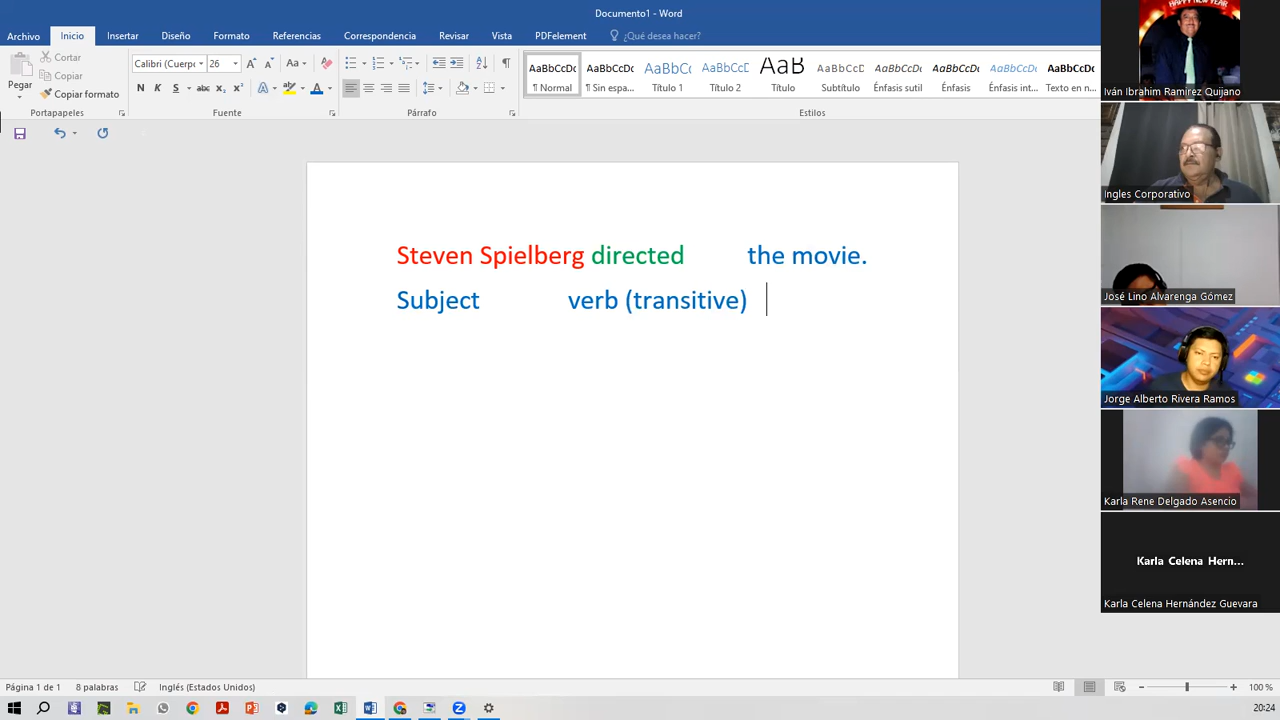 Documento1 - Word
Archivo Inicio Insertar Diseño Formato Referencias Correspondencia Revisar Vista PDFelement ¿Qué desea hacer?
Pegar
Cortar
Copiar
Copiar formato
Portapapeles
Calibri (Cuerpo 26
Fuente
Párrafo
AaBbCcDc AaBbCcDc AaBbCc AaBbCcD AaB AaBbCcD AaBbCcDc AaBbCcDc AaBbCcDc AaBbCcDc
¶ Normal ¶ Sin espa... Título 1 Título 2 Título Subtítulo Énfasis sutil Énfasis Énfasis int... Texto en n...
Estilos
Steven Spielberg directed the movie.
Subject verb (transitive)
HAPPY NEW YEAR
Iván Ibrahim Ramírez Quijano
Ingles Corporativo
José Lino Alvarenga Gómez
Jorge Alberto Rivera Ramos
Karla Rene Delgado Asencio
Karla Celena Hern...
Karla Celena Hernández Guevara
Página 1 de 1 8 palabras Inglés (Estados Unidos) 100 %
20:24